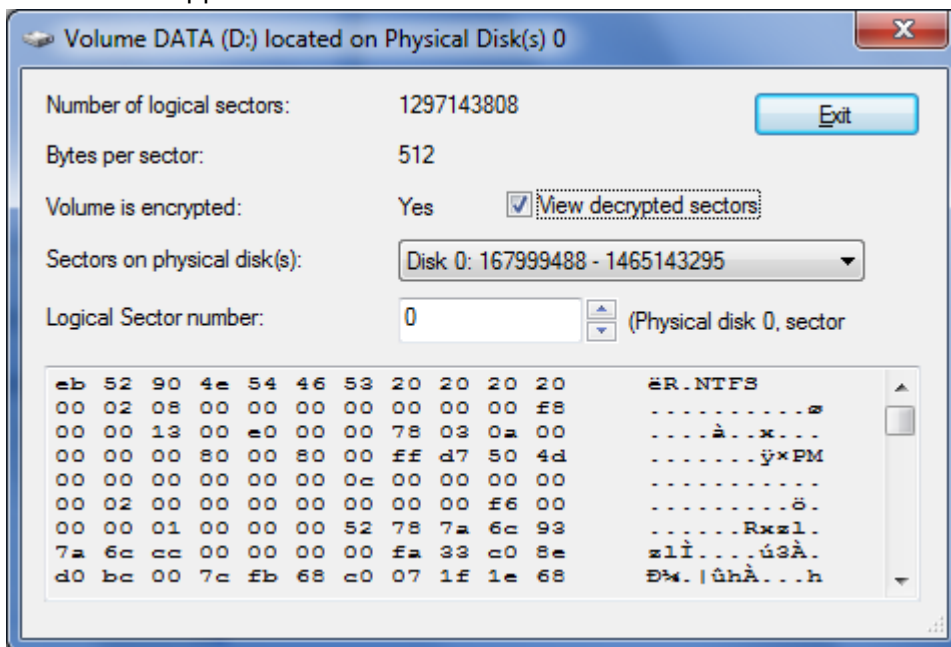 Volume DATA (D:) located on Physical Disk(s) 0
Number of logical sectors: 1297143808
Exit
Bytes per sector: 512
Volume is encrypted: Yes View decrypted sectors
Sectors on physical disk(s): Disk 0: 167999488 - 1465143295
Logical Sector number: 0 (Physical disk 0, sector
eb 52 90 4e 54 46 53 20 20 20 20 ëR.NTFS
00 02 08 00 00 00 00 00 00 00 f8 ..........ø
00 00 13 00 e0 00 00 78 03 0a 00 ....à..x...
00 00 00 80 00 80 00 ff d7 50 4d .......ÿ×PM
00 00 00 00 00 0c 00 00 00 00 00 ...........
00 02 00 00 00 00 00 00 00 f6 00 .........ö.
00 00 01 00 00 00 52 78 7a 6c 93 ......Rxzl.
7a 6c cc 00 00 00 00 fa 33 c0 8e zlÌ....ú3À.
d0 bc 00 7c fb 68 c0 07 1f 1e 68 Ð¼.|ûhÀ...h